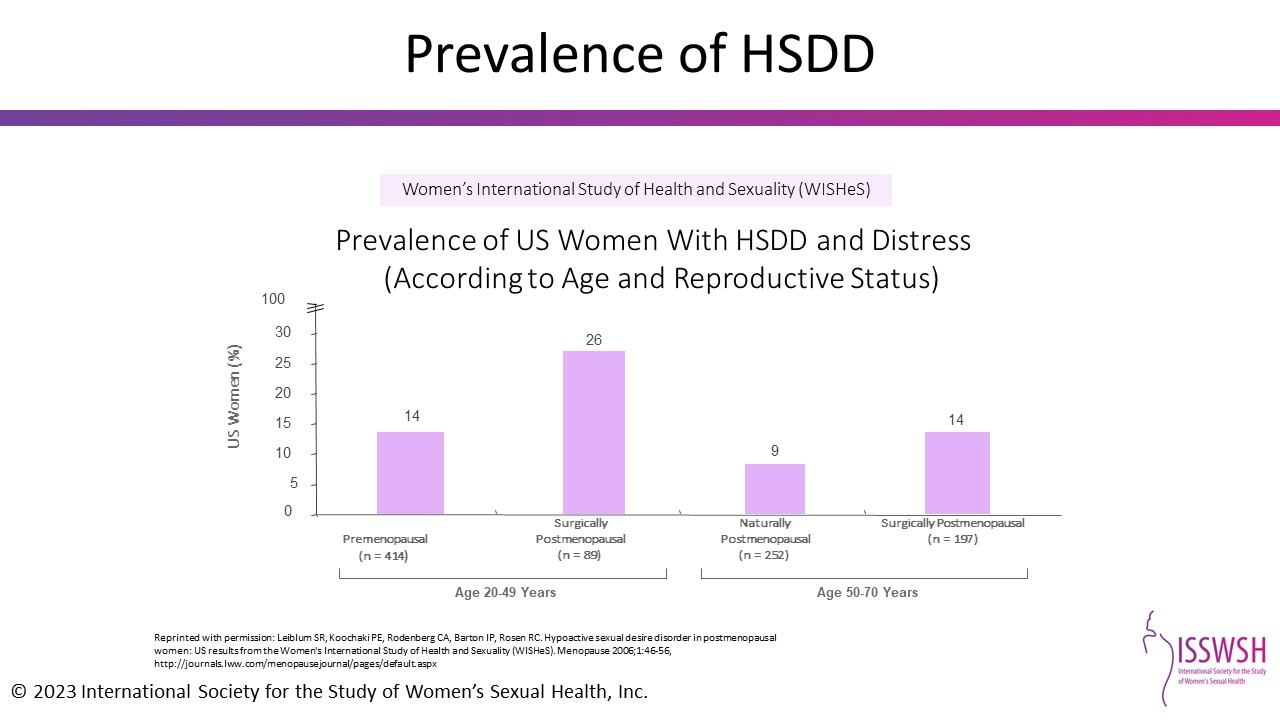 Prevalence of HSDD
Women’s International Study of Health and Sexuality (WISHeS)
Prevalence of US Women With HSDD and Distress
(According to Age and Reproductive Status)
US Women (%)
100
30
25
20
15
10
5
0
14
26
9
14
Premenopausal
(n = 414)
Surgically
Postmenopausal
(n = 89)
Naturally
Postmenopausal
(n = 252)
Surgically Postmenopausal
(n = 197)
Age 20-49 Years
Age 50-70 Years
Reprinted with permission: Leiblum SR, Koochaki PE, Rodenberg CA, Barton IP, Rosen RC. Hypoactive sexual desire disorder in postmenopausal
women: US results from the Women's International Study of Health and Sexuality (WISHeS). Menopause 2006;1:46-56,
http://journals.lww.com/menopausejournal/pages/default.aspx
© 2023 International Society for the Study of Women’s Sexual Health, Inc.
ISSWSH
International Society for the Study
of Women's Sexual Health